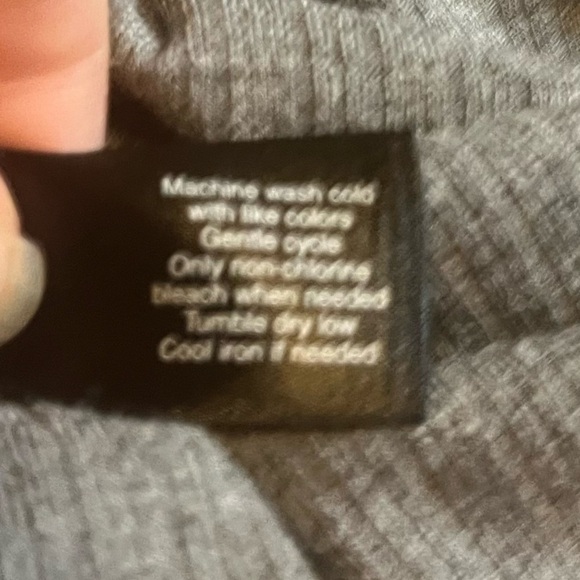 Machine wash cold
with like colors
Gentle cycle
Only non-chlorine
bleach when needed
Tumble dry low
Cool iron if needed